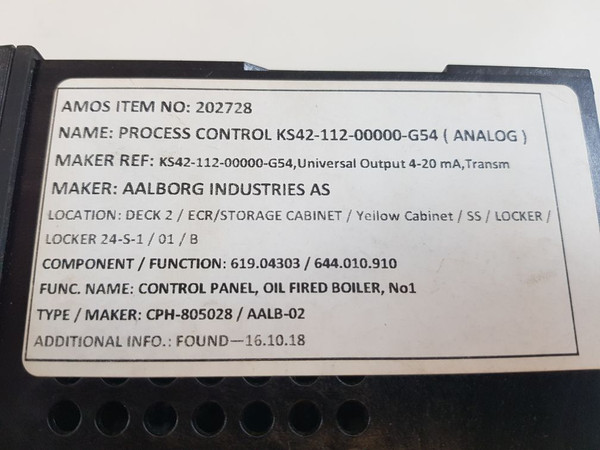 AMOS ITEM NO: 202728
NAME: PROCESS CONTROL KS42-112-00000-G54 ( ANALOG )
MAKER REF: KS42-112-00000-G54,Universal Output 4-20 mA,Transm
MAKER: AALBORG INDUSTRIES AS
LOCATION: DECK 2 / ECR/STORAGE CABINET / Yellow Cabinet / SS / LOCKER /
LOCKER 24-S-1 / 01 / B
COMPONENT / FUNCTION: 619.04303 / 644.010.910
FUNC. NAME: CONTROL PANEL, OIL FIRED BOILER, No1
TYPE / MAKER: CPH-805028 / AALB-02
ADDITIONAL INFO.: FOUND—16.10.18